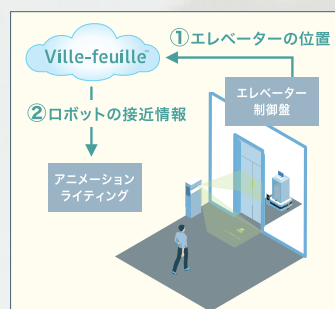 ①エレベーターの位置
Ville-feuille™
エレベーター
制御盤
②ロボットの接近情報
アニメーション
ライティング